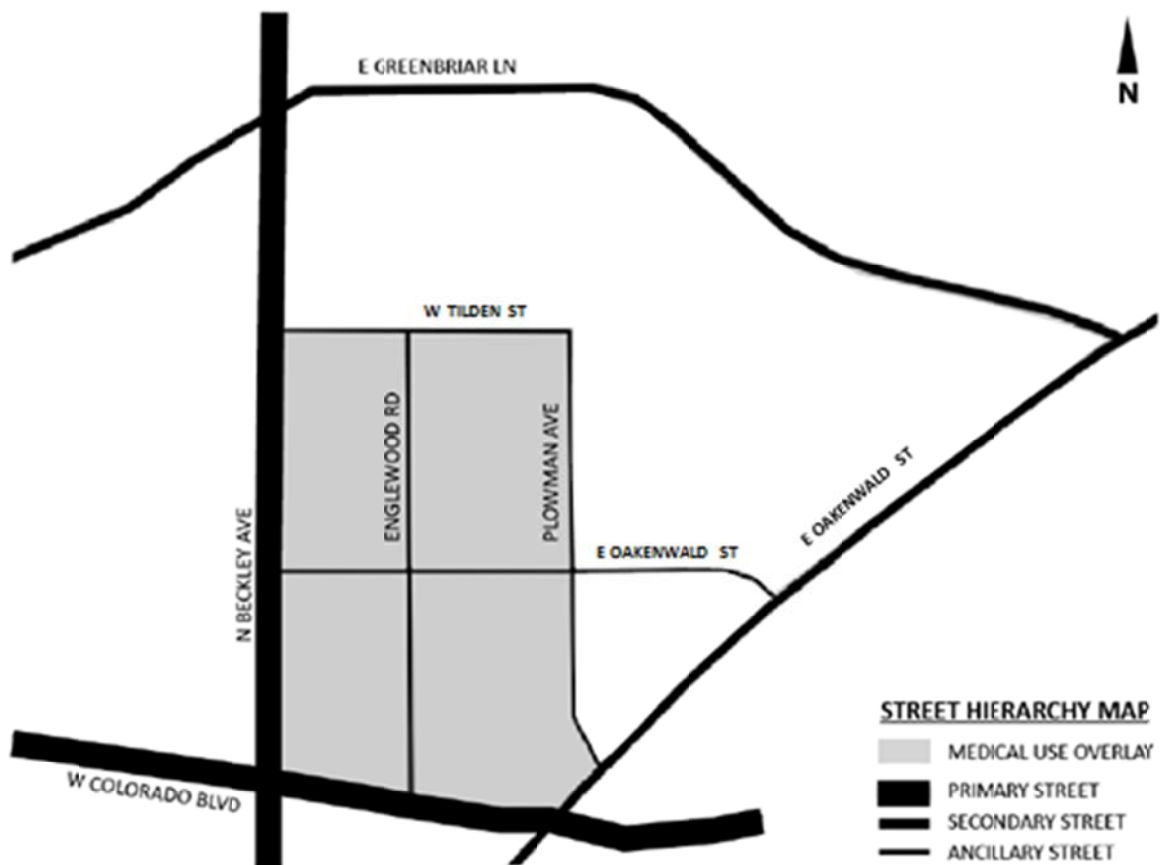 E GREENBRIAR LN
N
W TILDEN ST
ENGLEWOOD RD
PLOWMAN AVE
E OAKENWALD ST
E OAKENWALD ST
N BECKLEY AVE
W COLORADO BLVD
STREET HIERARCHY MAP
MEDICAL USE OVERLAY
PRIMARY STREET
SECONDARY STREET
ANCILLARY STREET